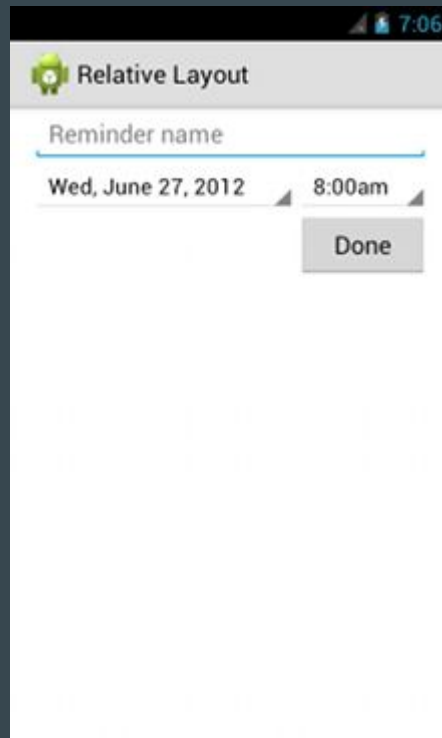 7:06
Relative Layout
Reminder name
Wed, June 27, 2012 8:00am
Done